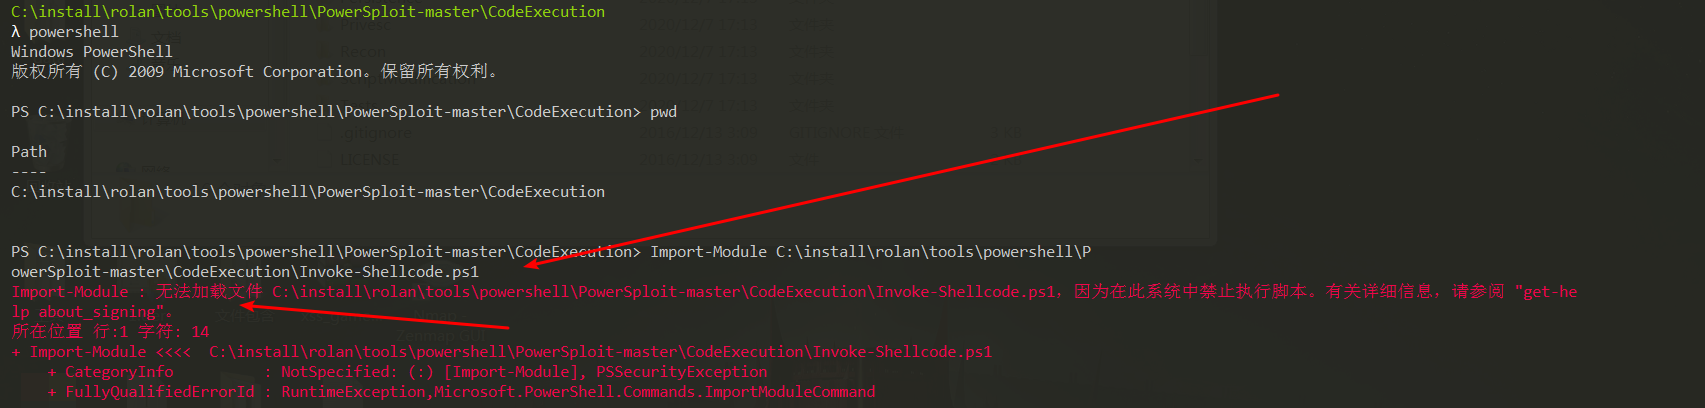 C:\install\rolan\tools\powershell\PowerSploit-master\CodeExecution
λ powershell
Windows PowerShell
版权所有 (C) 2009 Microsoft Corporation。保留所有权利。
PS C:\install\rolan\tools\powershell\PowerSploit-master\CodeExecution> pwd
Path
----
C:\install\rolan\tools\powershell\PowerSploit-master\CodeExecution
PS C:\install\rolan\tools\powershell\PowerSploit-master\CodeExecution> Import-Module C:\install\rolan\tools\powershell\P
owerSploit-master\CodeExecution\Invoke-Shellcode.ps1
Import-Module : 无法加载文件 C:\install\rolan\tools\powershell\PowerSploit-master\CodeExecution\Invoke-Shellcode.ps1，因为在此系统中禁止执行脚本。有关详细信息，请参阅 "get-he
lp about_signing"。
所在位置 行:1 字符: 14
+ Import-Module <<<<  C:\install\rolan\tools\powershell\PowerSploit-master\CodeExecution\Invoke-Shellcode.ps1
    + CategoryInfo          : NotSpecified: (:) [Import-Module], PSSecurityException
    + FullyQualifiedErrorId : RuntimeException,Microsoft.PowerShell.Commands.ImportModuleCommand
Recon
.gitignore
LICENSE